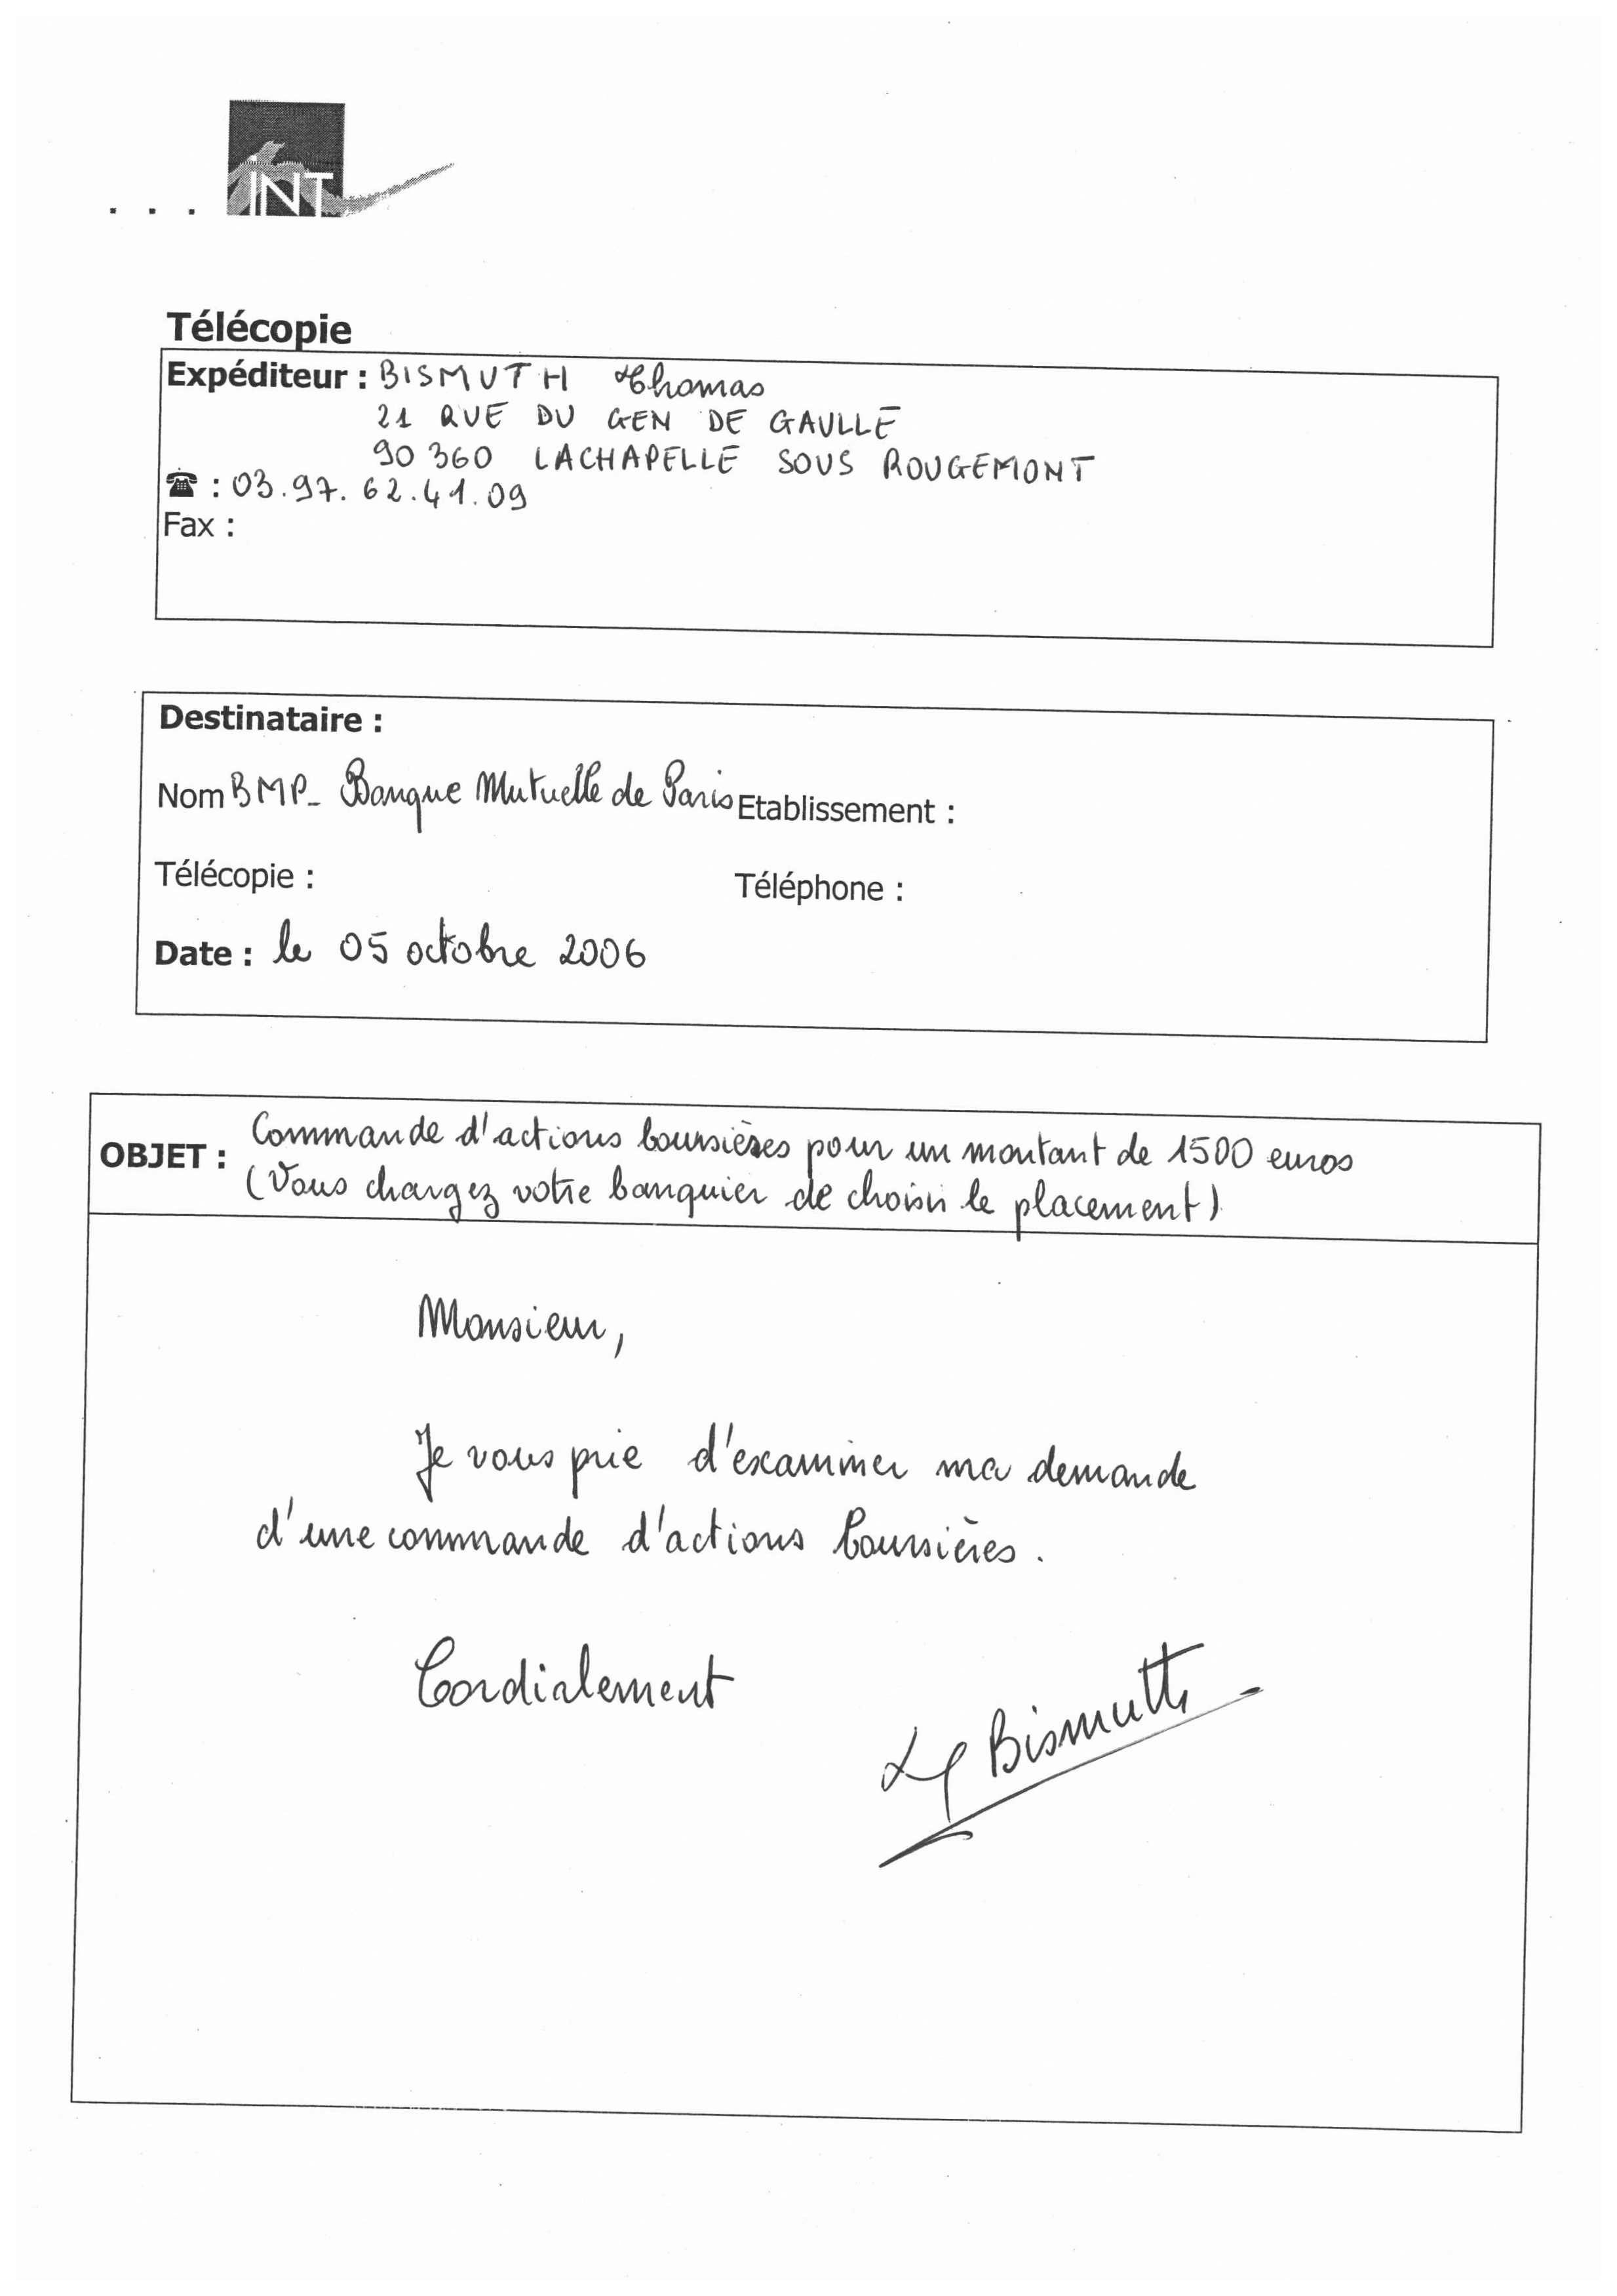 ... INT
Télécopie
Expéditeur : BISMUTH Thomas
21 RUE DU GEN DE GAULLE
90 360 LACHAPELLE SOUS ROUGEMONT
☎ : 03.97.62.41.09
Fax :
Destinataire :
Nom BMP_ Banque Mutuelle de Paris Etablissement :
Télécopie : Téléphone :
Date : le 05 octobre 2006
OBJET : Commande d'actions boursières pour un montant de 1500 euros
(Vous chargez votre banquier de choisir le placement)
Monsieur,
Je vous prie d'examiner ma demande
d'une commande d'actions boursières.
Cordialement
Bismuth